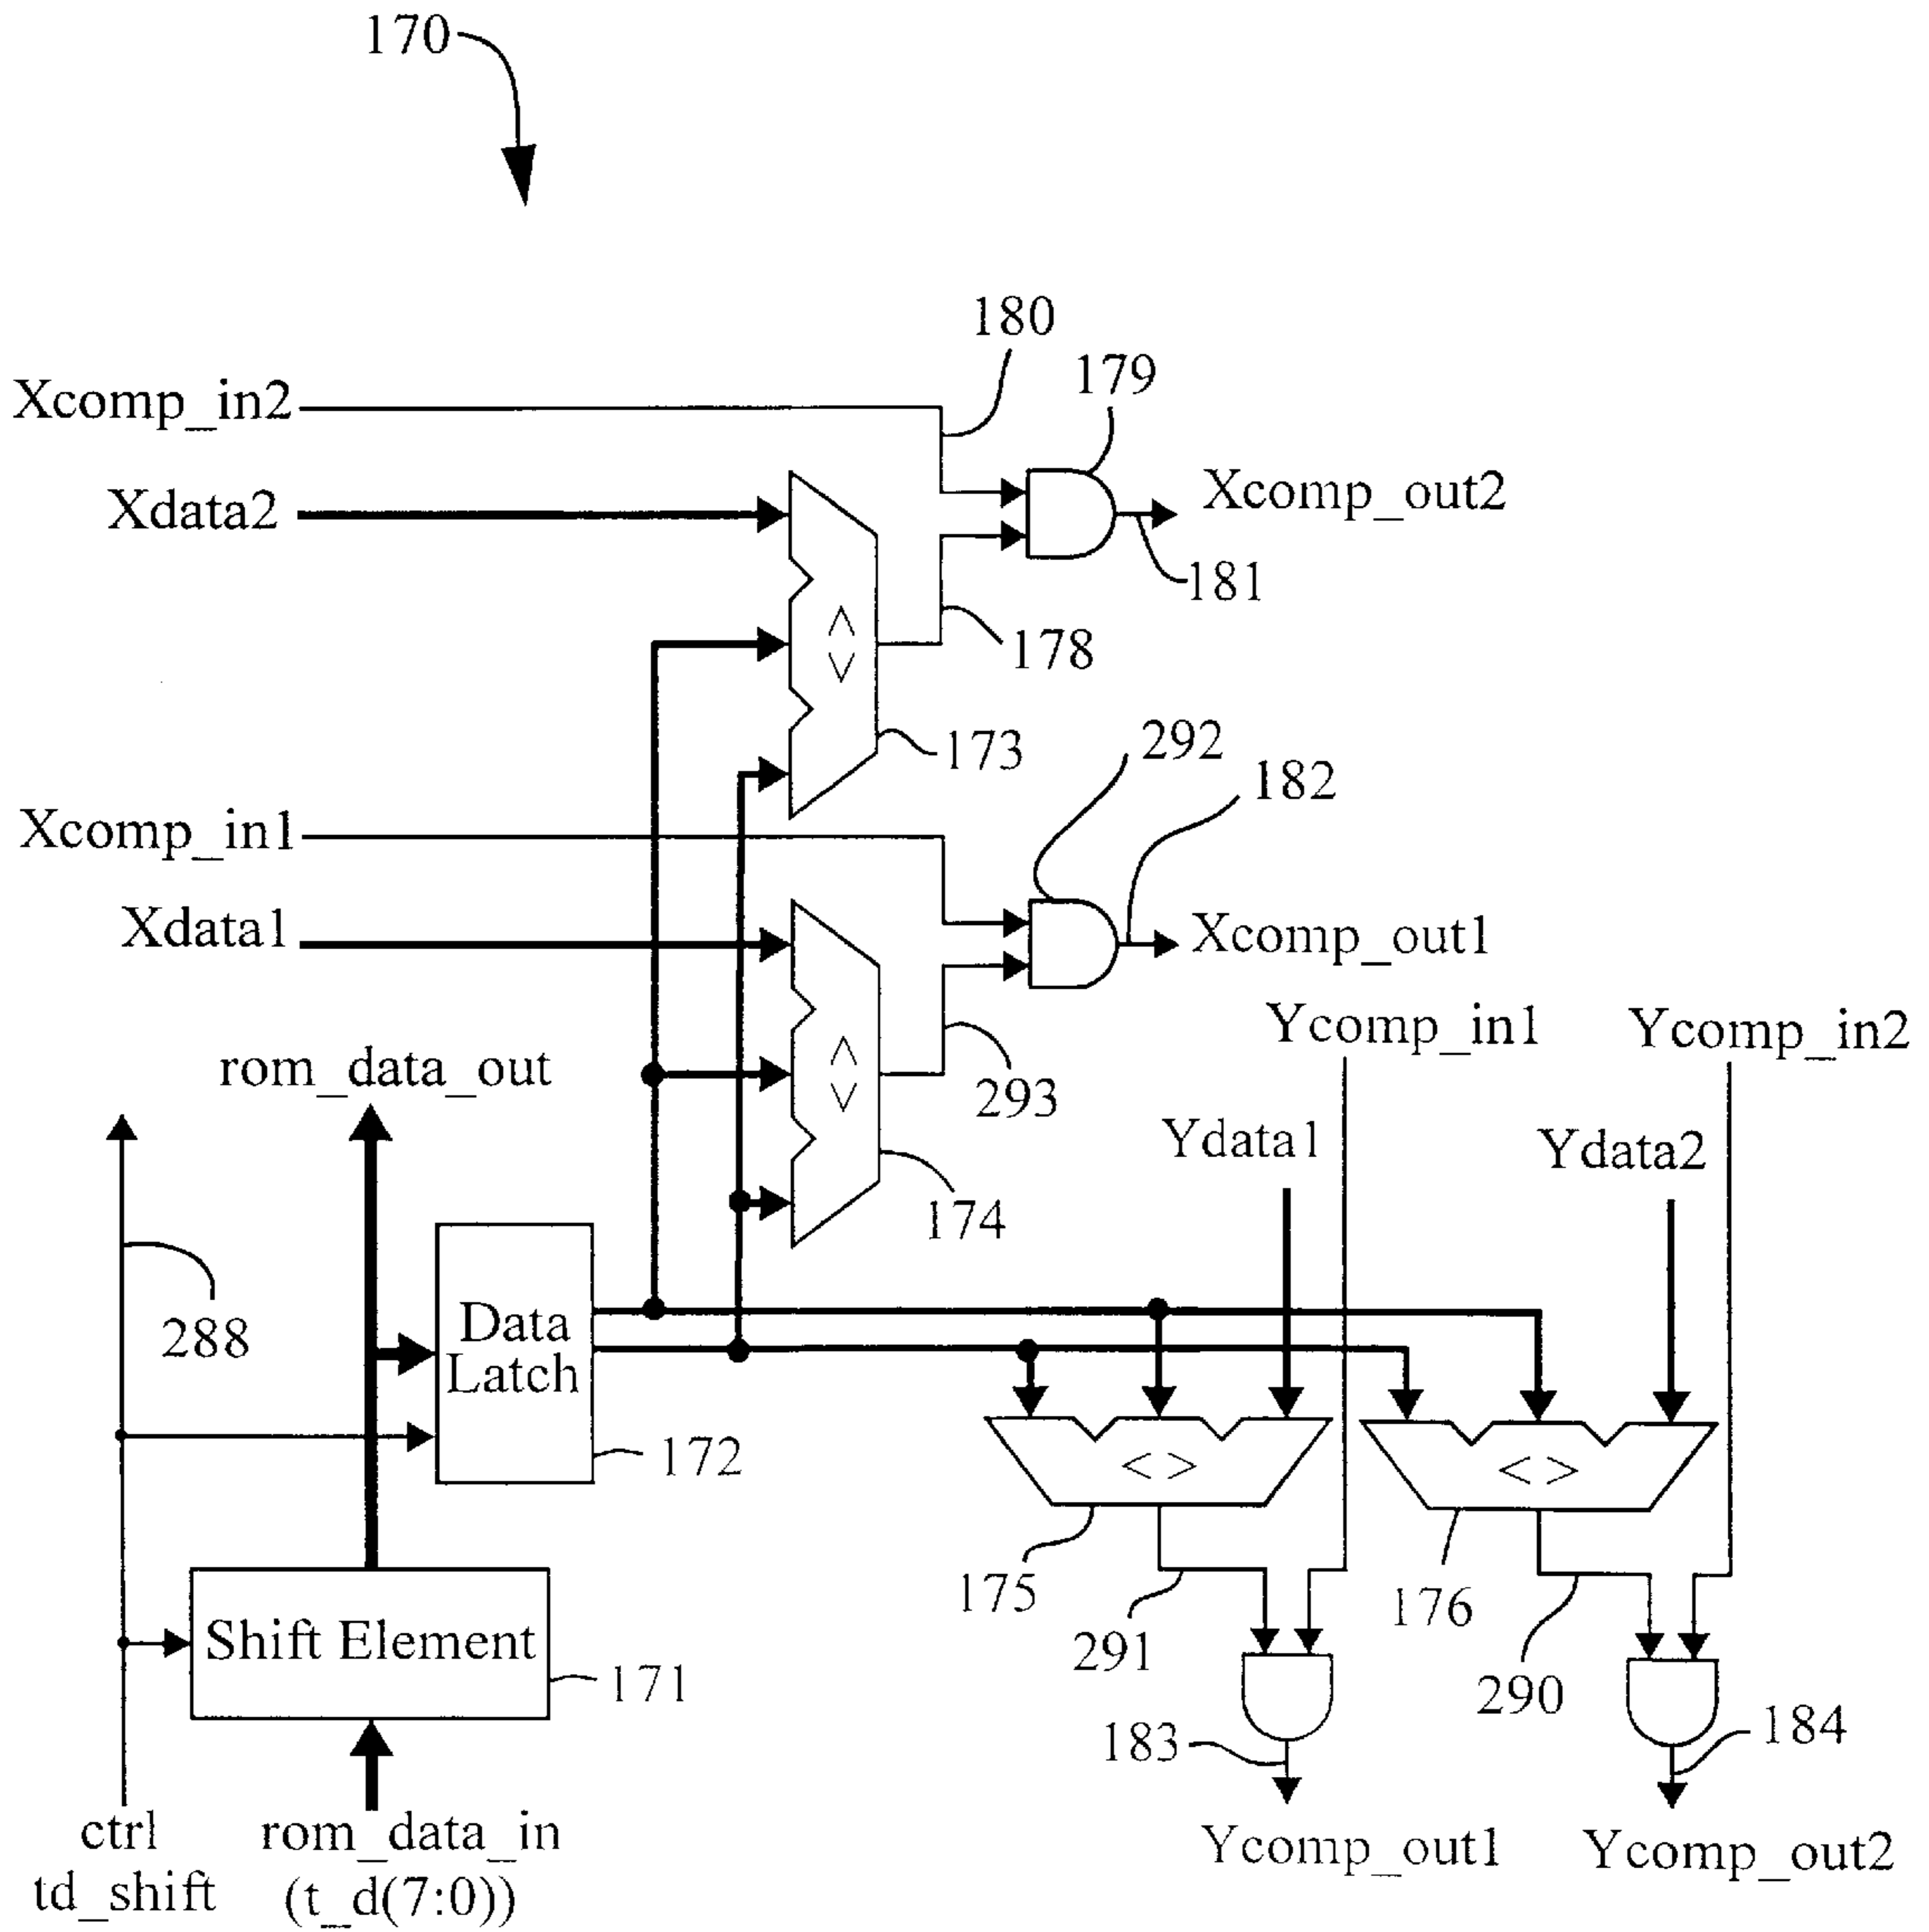 170
180
179
Xcomp_in2
Xdata2
Xcomp_out2
181
< >
178
173
292
182
Xcomp_in1
Xdata1
Xcomp_out1
Ycomp_in1
Ycomp_in2
rom_data_out
< >
293
Ydata1
Ydata2
174
288
Data
Latch
172
< >
< >
175
176
291
290
Shift Element
171
183
184
ctrl
td_shift
rom_data_in
(t_d(7:0))
Ycomp_out1
Ycomp_out2